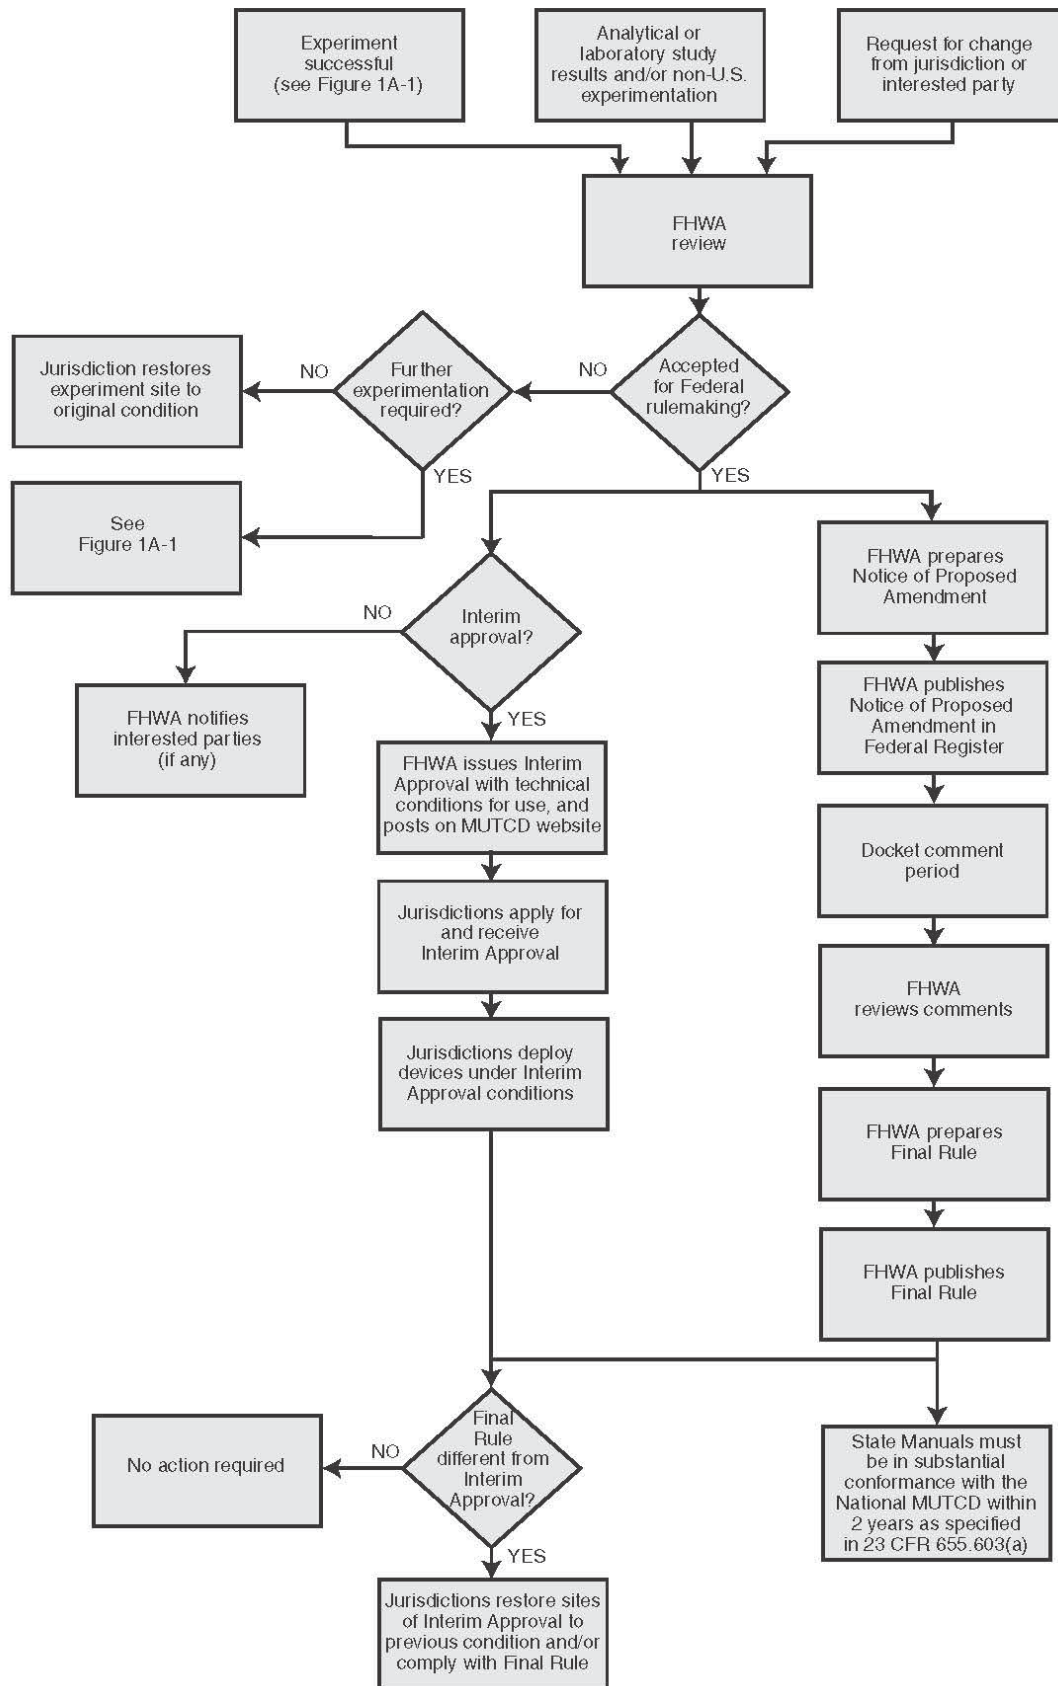 Experiment
successful
(see Figure 1A-1)
Analytical or
laboratory study
results and/or non-U.S.
experimentation
Request for change
from jurisdiction or
interested party
FHWA
review
Accepted
for Federal
rulemaking?
NO
Further
experimentation
required?
NO
Jurisdiction restores
experiment site to
original condition
YES
See
Figure 1A-1
YES
Interim
approval?
NO
FHWA notifies
interested parties
(if any)
YES
FHWA issues Interim
Approval with technical
conditions for use, and
posts on MUTCD website
Jurisdictions apply for
and receive
Interim Approval
Jurisdictions deploy
devices under Interim
Approval conditions
FHWA prepares
Notice of Proposed
Amendment
FHWA publishes
Notice of Proposed
Amendment in
Federal Register
Docket comment
period
FHWA
reviews comments
FHWA prepares
Final Rule
FHWA publishes
Final Rule
Final
Rule
different from
Interim
Approval?
NO
No action required
YES
Jurisdictions restore sites
of Interim Approval to
previous condition and/or
comply with Final Rule
State Manuals must
be in substantial
conformance with the
National MUTCD within
2 years as specified
in 23 CFR 655.603(a)